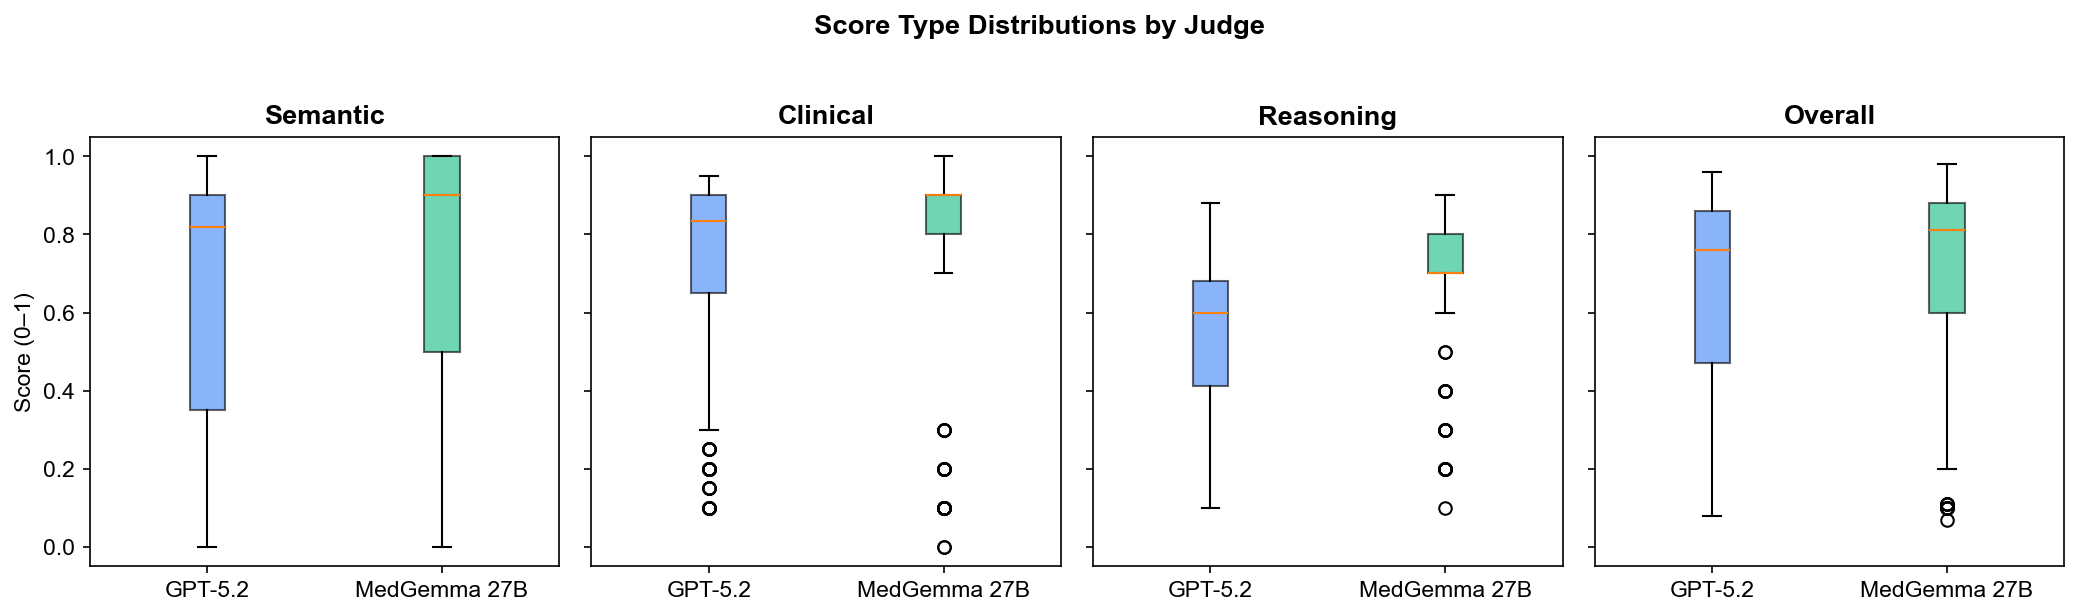 Score Type Distributions by Judge
Semantic
Clinical
Reasoning
Overall
Score (0–1)
1.0
0.8
0.6
0.4
0.2
0.0
GPT-5.2 MedGemma 27B
GPT-5.2 MedGemma 27B
GPT-5.2 MedGemma 27B
GPT-5.2 MedGemma 27B